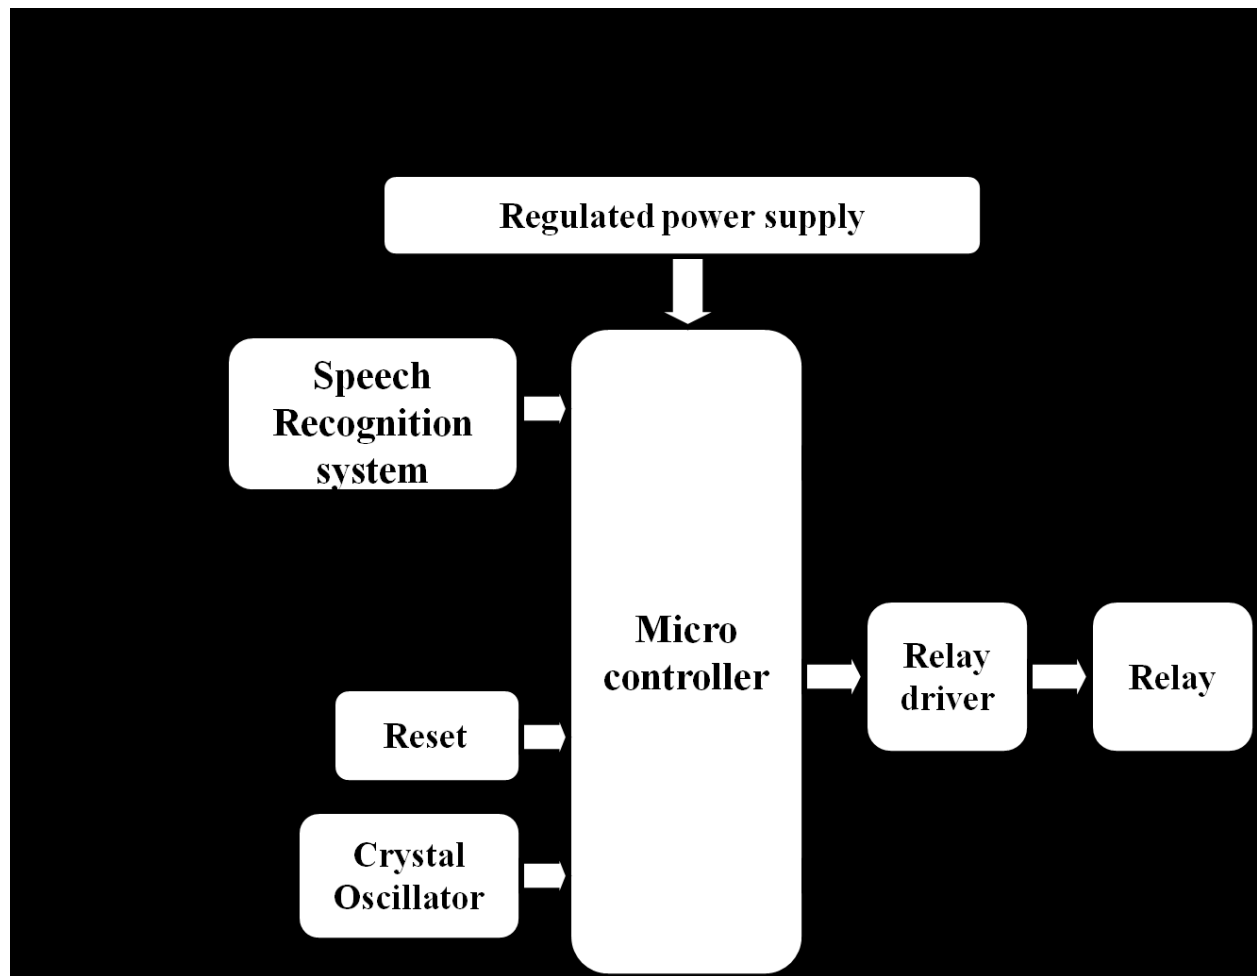 Regulated power supply
Speech
Recognition
system
Micro
controller
Relay
driver
Relay
Reset
Crystal
Oscillator